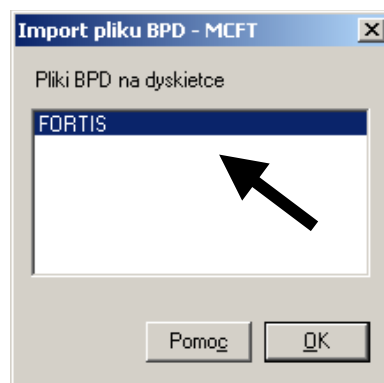 Import pliku BPD - MCFT
Pliki BPD na dyskietce
FORTIS
Pomoc OK